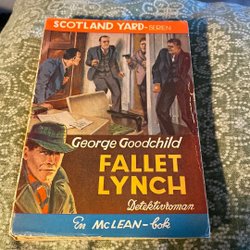 SCOTLAND YARD-SERIEN
George Goodchild
FALLET
LYNCH
Detektivroman
En McLEAN-bok